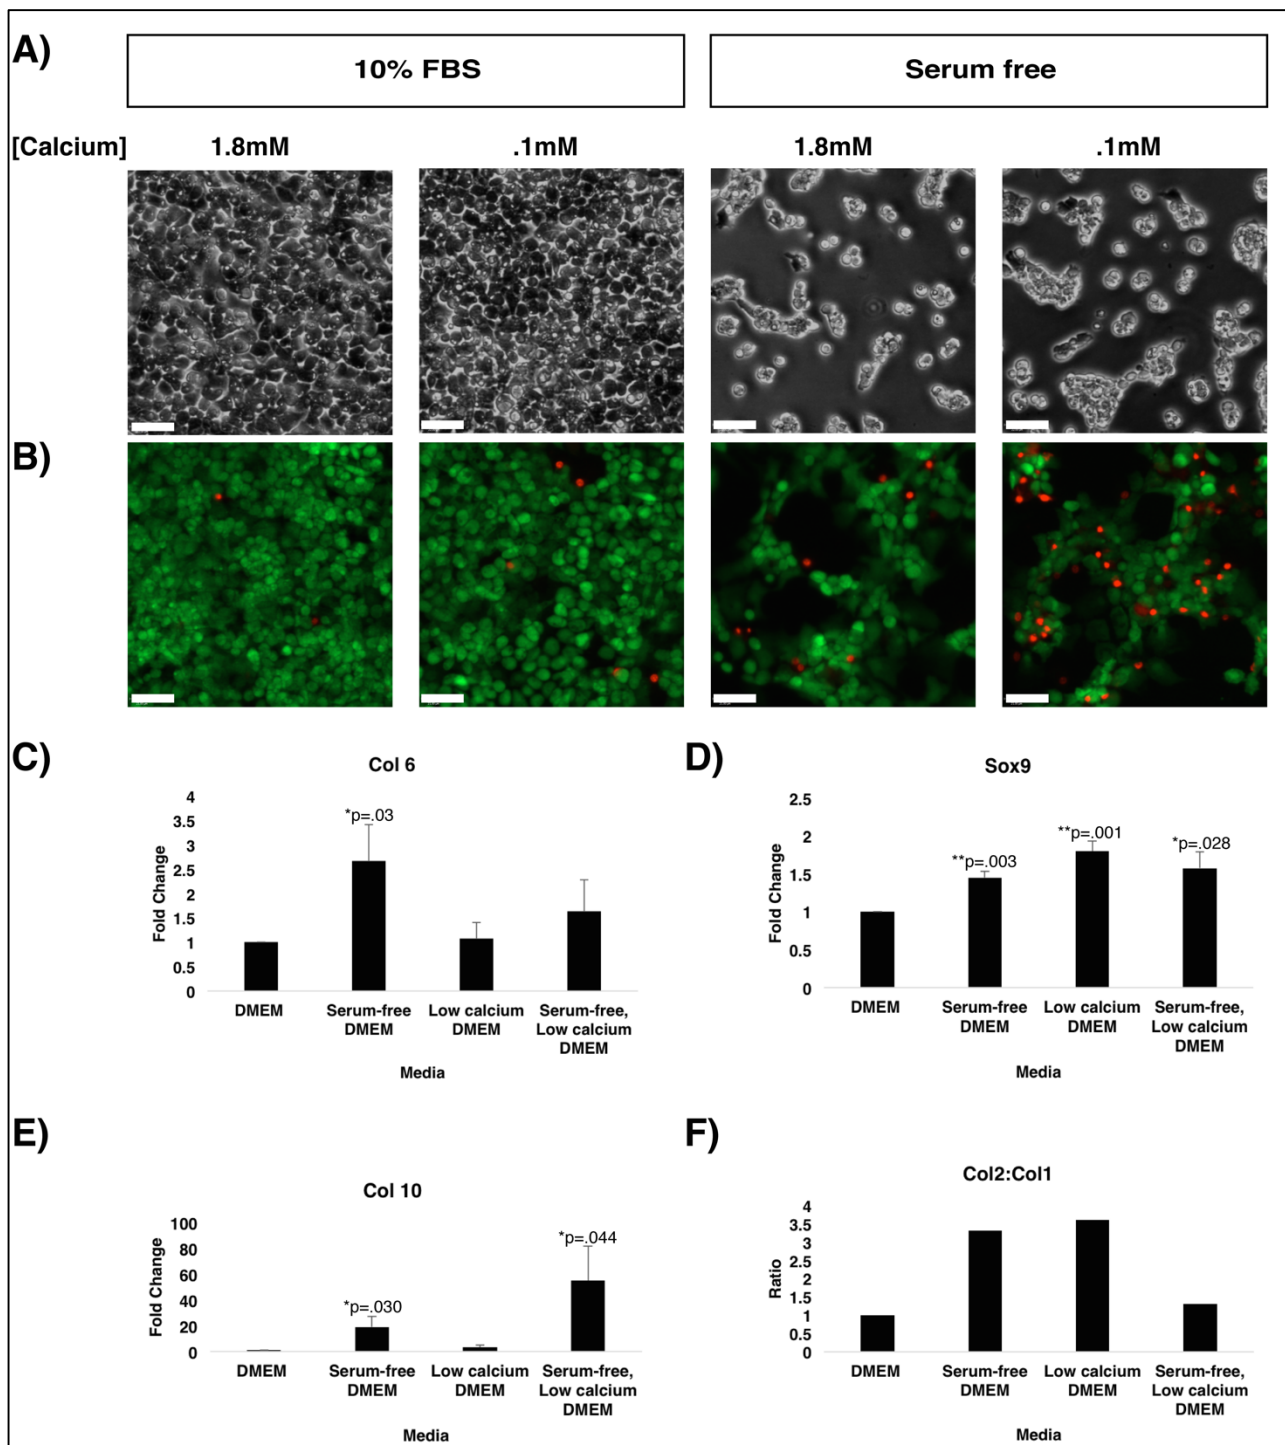 A)
10% FBS
Serum free
[Calcium]
1.8mM
.1mM
1.8mM
.1mM
B)
C)
Col 6
4
3.5
3
2.5
2
1.5
1
0.5
0
Fold Change
*p=.03
DMEM
Serum-free
DMEM
Low calcium
DMEM
Serum-free,
Low calcium
DMEM
Media
D)
Sox9
2.5
2
1.5
1
0.5
0
Fold Change
**p=.003
**p=.001
*p=.028
DMEM
Serum-free
DMEM
Low calcium
DMEM
Serum-free,
Low calcium
DMEM
Media
E)
Col 10
100
80
60
40
20
0
Fold Change
*p=.030
*p=.044
DMEM
Serum-free
DMEM
Low calcium
DMEM
Serum-free,
Low calcium
DMEM
Media
F)
Col2:Col1
4
3.5
3
2.5
2
1.5
1
0.5
0
Ratio
DMEM
Serum-free
DMEM
Low calcium
DMEM
Serum-free,
Low calcium
DMEM
Media